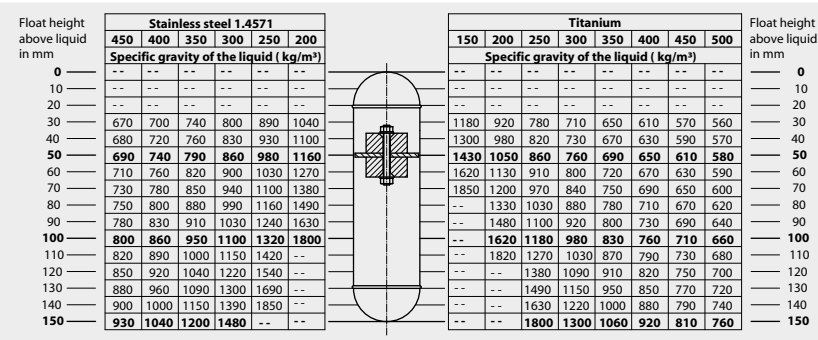 Float height Stainless steel 1.4571 Titanium Float height
above liquid 450 400 350 300 250 200 150 200 250 300 350 400 450 500 above liquid
in mm Specific gravity of the liquid ( kg/m³) Specific gravity of the liquid ( kg/m³) in mm
0 -- -- -- -- -- -- -- -- -- -- -- -- -- -- 0
10 -- -- -- -- -- -- -- -- -- -- -- -- -- -- 10
20 -- -- -- -- -- -- -- -- -- -- -- -- -- -- 20
30 670 700 740 800 890 1040 1180 920 780 710 650 610 570 560 30
40 680 720 760 830 930 1100 1300 980 820 730 670 630 590 570 40
50 690 740 790 860 980 1160 1430 1050 860 760 690 650 610 580 50
60 710 760 820 900 1030 1270 1620 1130 910 800 720 670 630 590 60
70 730 780 850 940 1100 1380 1850 1200 970 840 750 690 650 600 70
80 750 800 880 990 1160 1490 -- 1330 1030 880 780 710 670 620 80
90 780 830 910 1030 1240 1630 -- 1480 1100 920 800 730 690 640 90
100 800 860 950 1100 1320 1800 -- 1620 1180 980 830 760 710 660 100
110 820 890 1000 1150 1420 -- -- 1820 1270 1030 870 790 730 680 110
120 850 920 1040 1220 1540 -- -- -- 1380 1090 910 820 750 700 120
130 880 960 1090 1300 1690 -- -- -- 1490 1150 950 850 770 720 130
140 900 1000 1150 1390 1850 -- -- -- 1630 1220 1000 880 790 740 140
150 930 1040 1200 1480 -- -- -- -- 1800 1300 1060 920 810 760 150